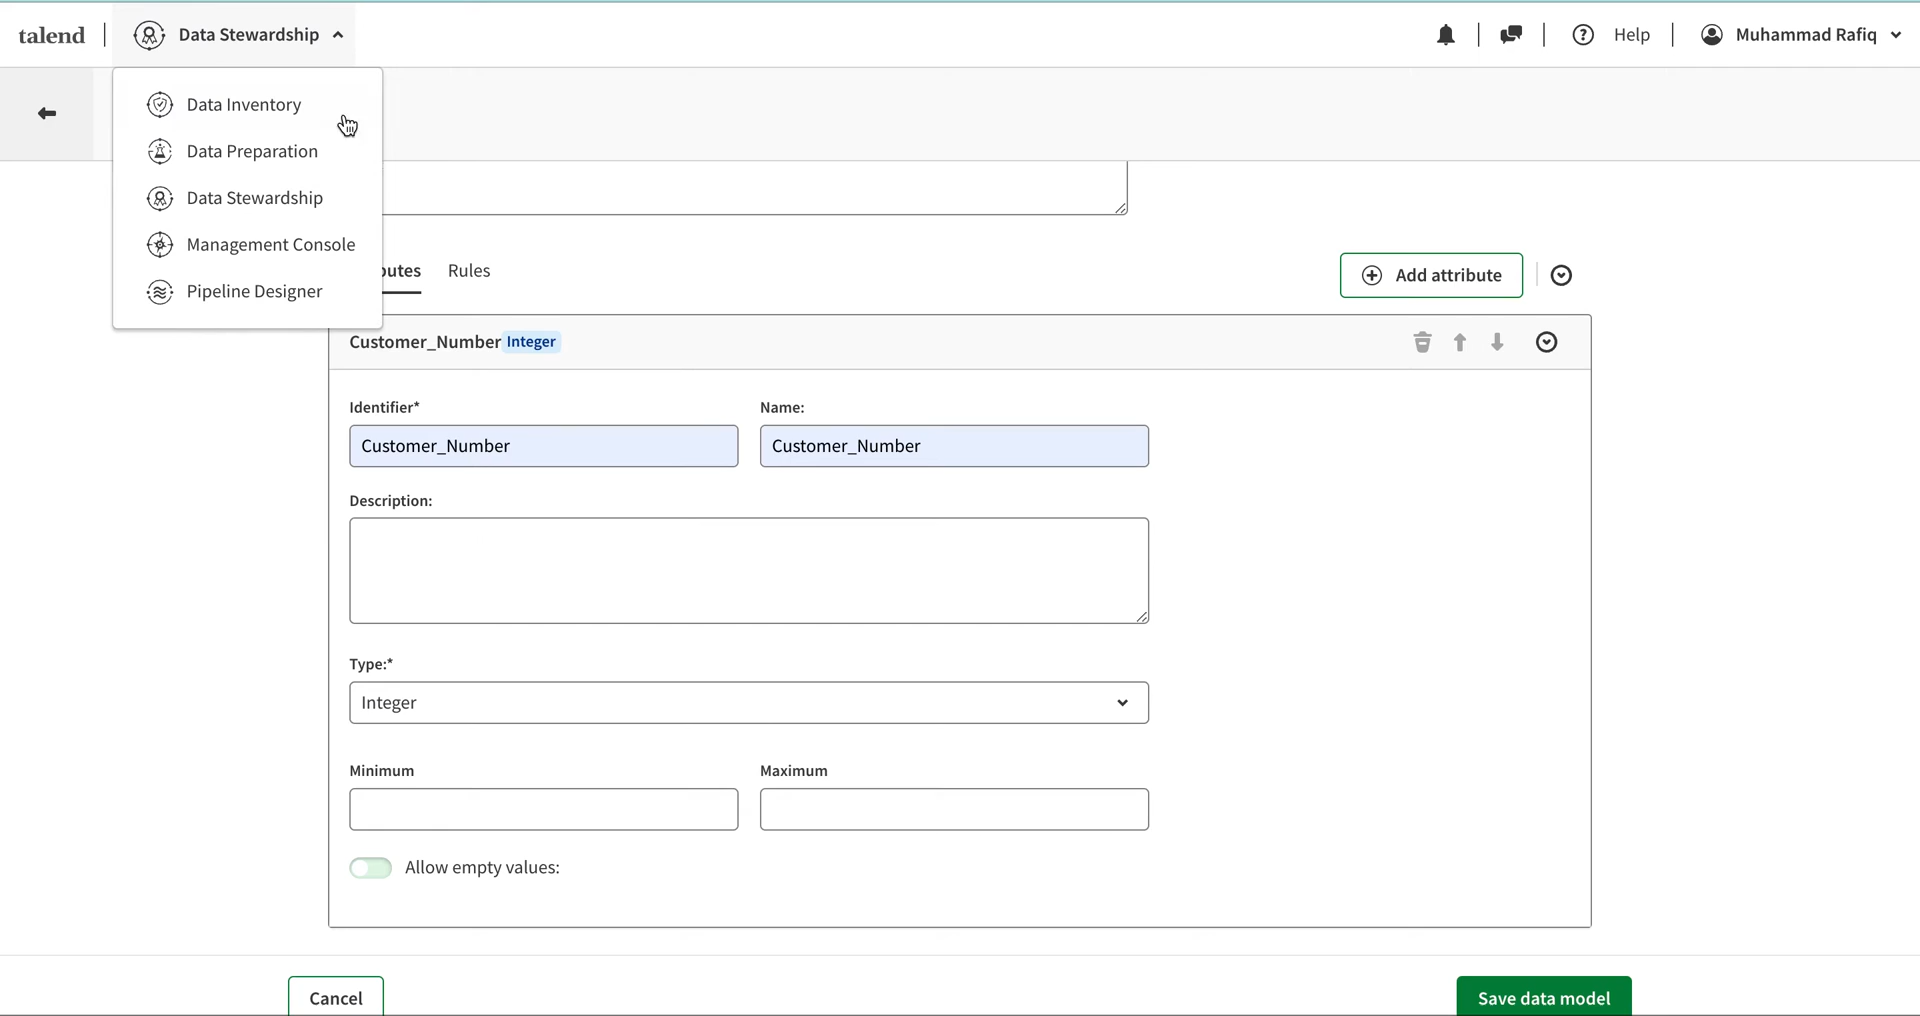 talend
Data Stewardship
Help
Muhammad Rafiq
Data Inventory
Data Preparation
Data Stewardship
Management Console
Pipeline Designer
butes
Rules
Add attribute
Customer_Number Integer
Identifier*
Name:
Customer_Number
Customer_Number
Description:
Type:*
Integer
Minimum
Maximum
Allow empty values:
Cancel
Save data model